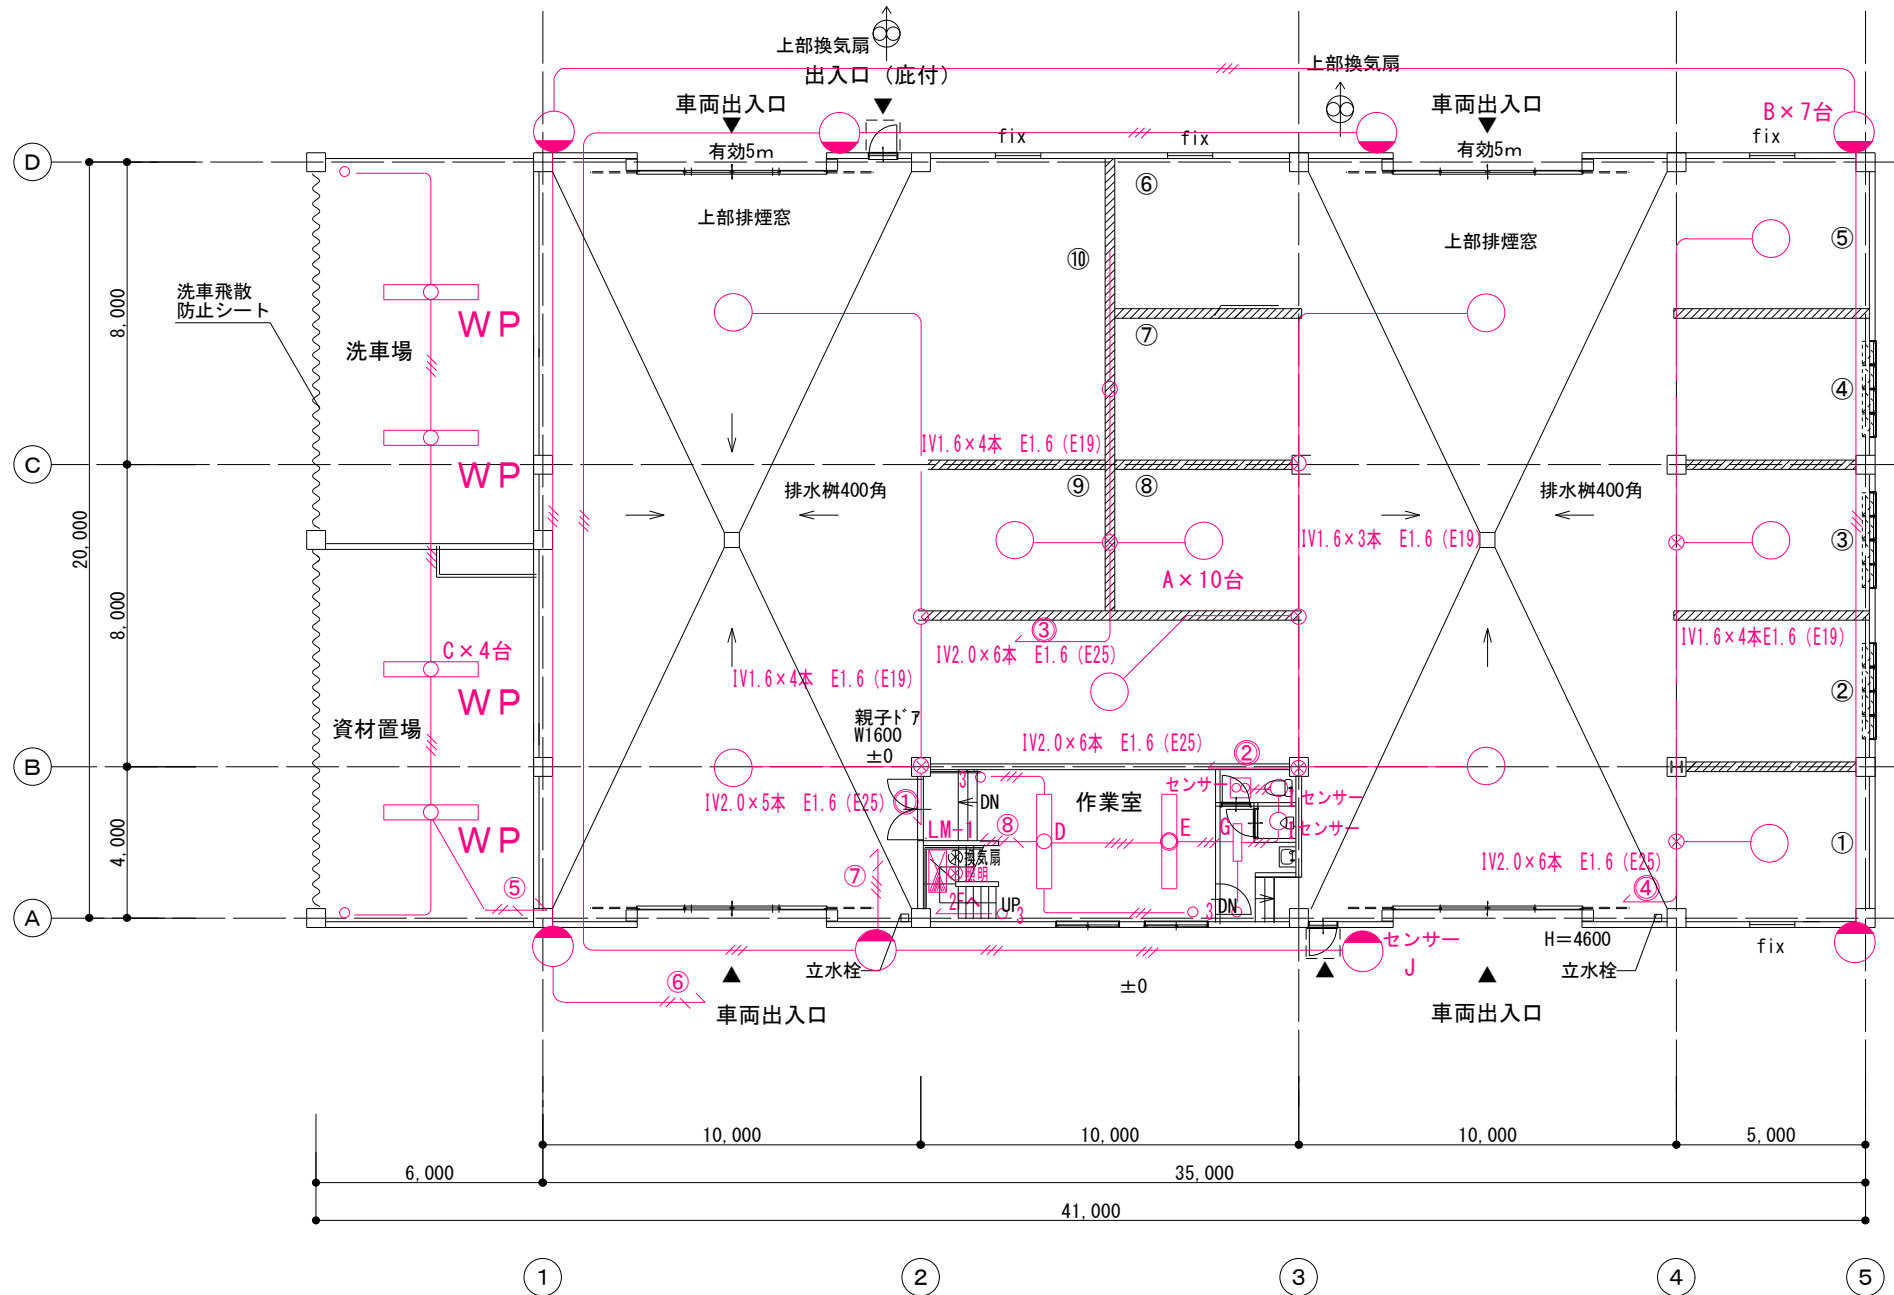 上部換気扇
出入口（庇付）
上部換気扇
車両出入口
車両出入口
B×7台
fix
fix
fix
有効5m
有効5m
D
上部排煙窓
上部排煙窓
⑥
⑤
⑩
洗車飛散
防止シート
WP
洗車場
8,000
⑦
④
IV1.6×4本 E1.6 (E19)
C
WP
⑨
⑧
排水桝400角
排水桝400角
20,000
IV1.6×3本 E1.6 (E19)
③
A×10台
8,000
③
IV2.0×6本 E1.6 (E25)
IV1.6×4本E1.6 (E19)
C×4台
WP
IV1.6×4本 E1.6 (E19)
②
資材置場
親子ドア
W1600
±0
IV2.0×6本 E1.6 (E25)
②
B
3
センサー
センサー
IV2.0×5本 E1.6 (E25)
①
DN
作業室
LM-1
⑧
D
E
G
I
I
センサー
WP
4,000
①
換気扇
照明
IV2.0×6本 E1.6 (E25)
⑦
⑤
④
2Fへ
UP
3
3
DN
A
センサー
J
H=4600
fix
立水栓
立水栓
⑥
±0
車両出入口
車両出入口
10,000
10,000
10,000
5,000
6,000
35,000
41,000
1
2
3
4
5